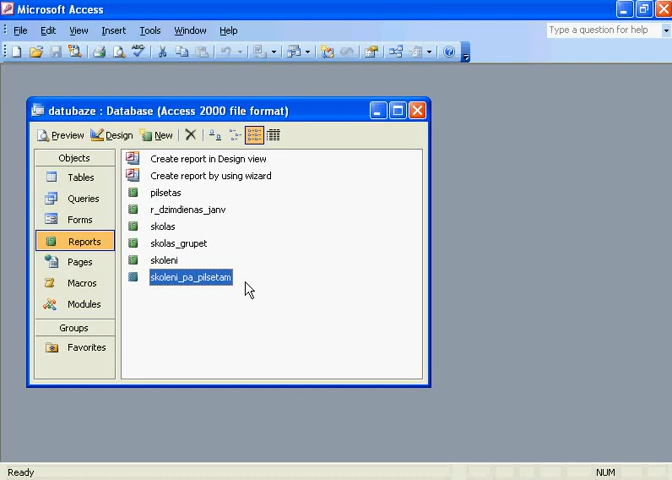 Microsoft Access
File Edit View Insert Tools Window Help
Type a question for help
datubaze : Database (Access 2000 file format)
Preview Design New
Objects
Tables
Queries
Forms
Reports
Pages
Macros
Modules
Groups
Favorites
Create report in Design view
Create report by using wizard
pilsetas
r_dzimdienas_janv
skolas
skolas_grupet
skoleni
skoleni_pa_pilsetam
Ready
NUM